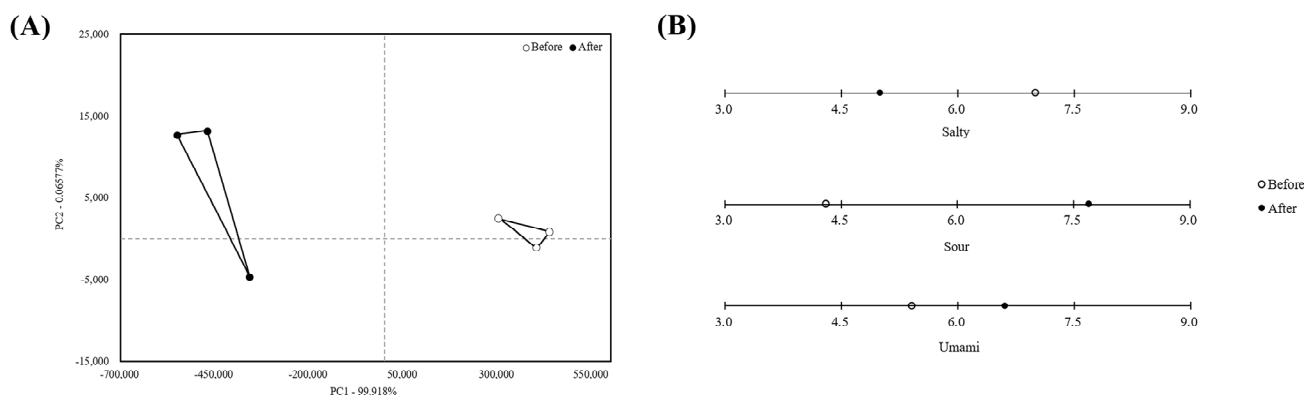 (A)
25,000
Before After
15,000
5,000
-5,000
-15,000
PC2 - 0.06577%
-700,000 -450,000 -200,000 50,000 300,000 550,000
PC1 - 99.918%
(B)
3.0 4.5 6.0 7.5 9.0
Salty
3.0 4.5 6.0 7.5 9.0
Sour
3.0 4.5 6.0 7.5 9.0
Umami
Before
After